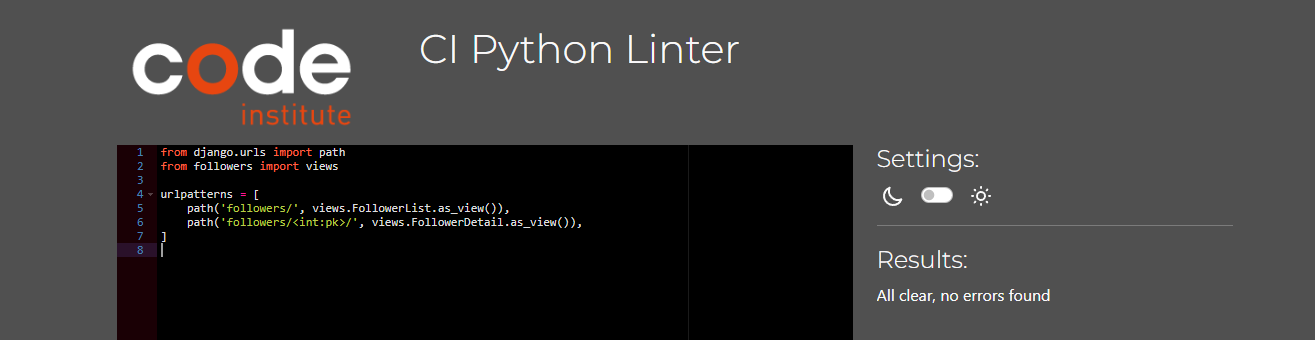 code
institute
CI Python Linter
1 from django.urls import path
2 from followers import views
3
4 urlpatterns = [
5     path('followers/', views.FollowerList.as_view()),
6     path('followers/<int:pk>/', views.FollowerDetail.as_view()),
7 ]
8
Settings:
Results:
All clear, no errors found